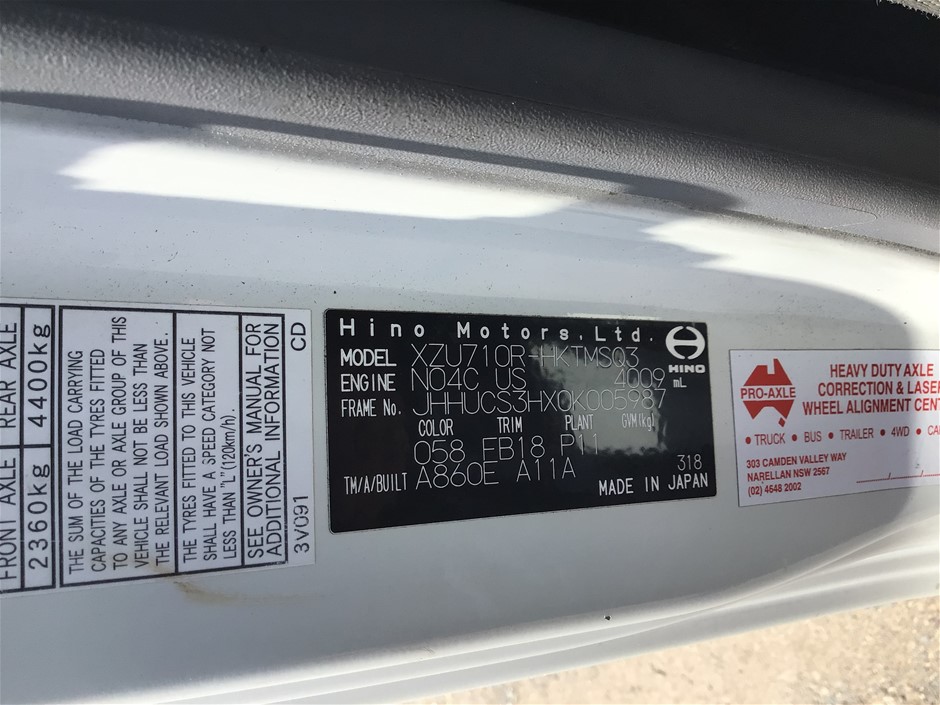 FRONT AXLE
REAR AXLE
2360kg
4400kg
THE SUM OF THE LOAD CARRYING
CAPACITIES OF THE TYRES FITTED
TO ANY AXLE OR AXLE GROUP OF THIS
VEHICLE SHALL NOT BE LESS THAN
THE RELEVANT LOAD SHOWN ABOVE.
THE TYRES FITTED TO THIS VEHICLE
SHALL HAVE A SPEED CATEGORY NOT
LESS THAN "L"(120km/h).
SEE OWNER'S MANUAL FOR
ADDITIONAL INFORMATION
3V091 CD
Hino Motors,Ltd.
MODEL XZU710R-HKTMSQ3
HINO
ENGINE N04C US 4009 mL
FRAME No. JHHUCS3HX0K005987
COLOR TRIM PLANT GVM(kg)
058 EB18 P11
TM/A/BUILT A860E A11A 318
MADE IN JAPAN
PRO-AXLE
HEAVY DUTY AXLE
CORRECTION & LASE
WHEEL ALIGNMENT CENT
• TRUCK • BUS • TRAILER • 4WD • CA
303 CAMDEN VALLEY WAY
NARELLAN NSW 2567
(02) 4648 2002